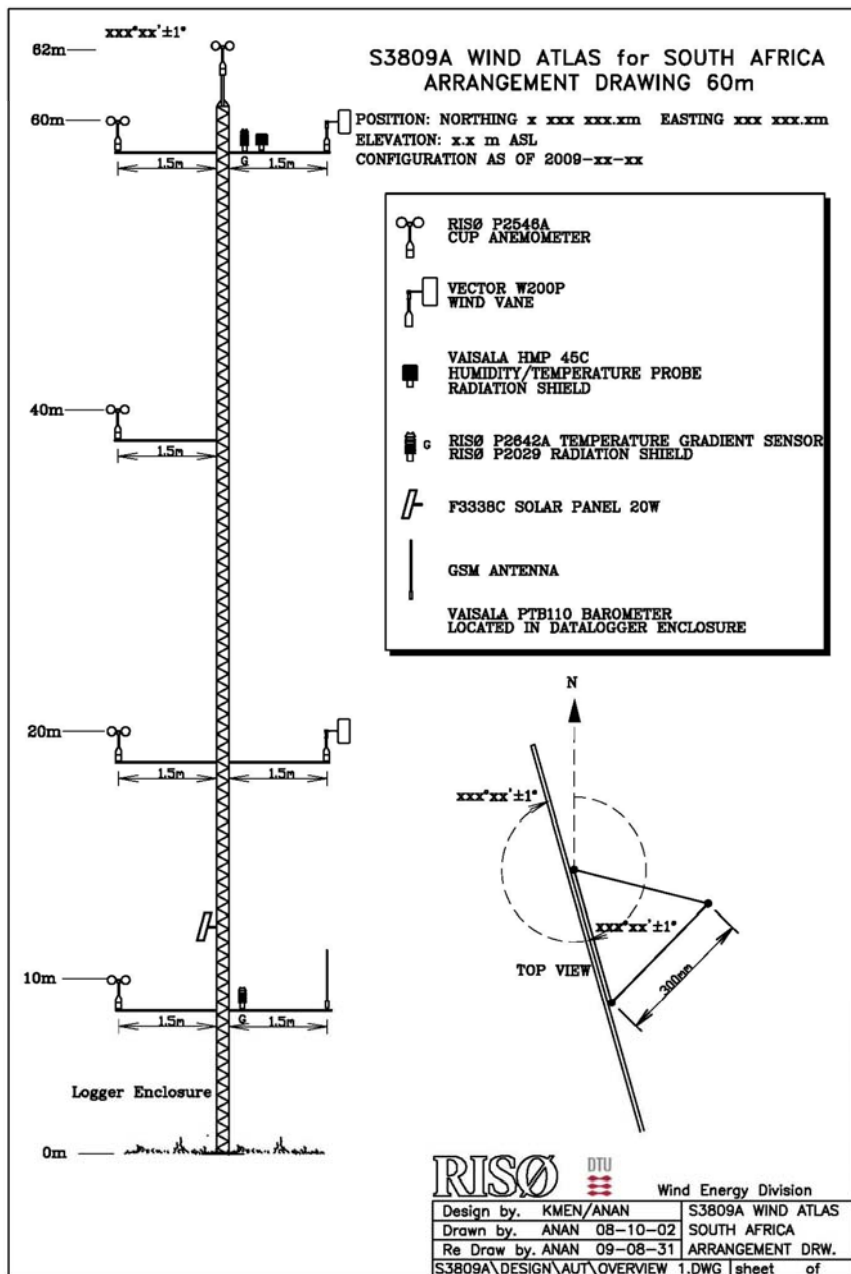 xxx°xx'±1°
62m
S3809A WIND ATLAS for SOUTH AFRICA
ARRANGEMENT DRAWING 60m
60m
POSITION: NORTHING x xxx xxx.xm EASTING xxx xxx.xm
ELEVATION: x.x m ASL
CONFIGURATION AS OF 2009-xx-xx
G
1.5m 1.5m
RISØ P2546A
CUP ANEMOMETER
VECTOR W200P
WIND VANE
VAISALA HMP 45C
HUMIDITY/TEMPERATURE PROBE
RADIATION SHIELD
G RISØ P2642A TEMPERATURE GRADIENT SENSOR
RISØ P2029 RADIATION SHIELD
F3338C SOLAR PANEL 20W
GSM ANTENNA
VAISALA PTB110 BAROMETER
LOCATED IN DATALOGGER ENCLOSURE
40m
1.5m
20m
1.5m 1.5m
10m
1.5m G 1.5m
Logger Enclosure
0m
N
xxx°xx'±1°
xxx°xx'±1°
TOP VIEW
300mm
RISØ
DTU
Wind Energy Division
Design by. KMEN/ANAN S3809A WIND ATLAS
Drawn by. ANAN 08-10-02 SOUTH AFRICA
Re Draw by. ANAN 09-08-31 ARRANGEMENT DRW.
S3809A\DESIGN\AUT\OVERVIEW 1.DWG sheet of